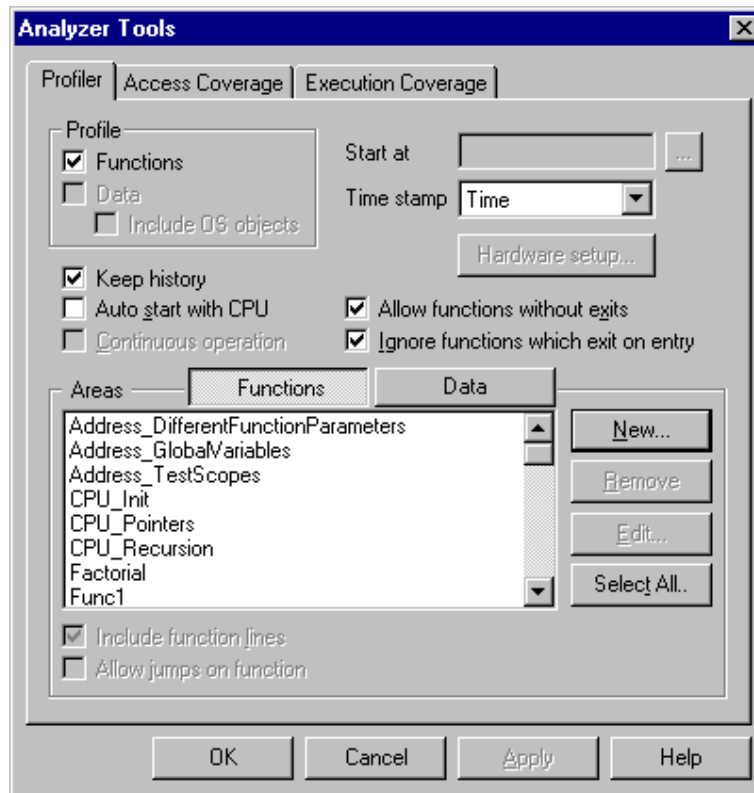 Analyzer Tools
Profiler Access Coverage Execution Coverage
Profile
Functions
Data
Include OS objects
Start at ...
Time stamp Time
Hardware setup...
Keep history
Auto start with CPU
Continuous operation
Allow functions without exits
Ignore functions which exit on entry
Areas Functions Data
Address_DifferentFunctionParameters
Address_GlobalVariables
Address_TestScopes
CPU_Init
CPU_Pointers
CPU_Recursion
Factorial
Func1
New...
Remove
Edit...
Select All..
Include function lines
Allow jumps on function
OK Cancel Apply Help